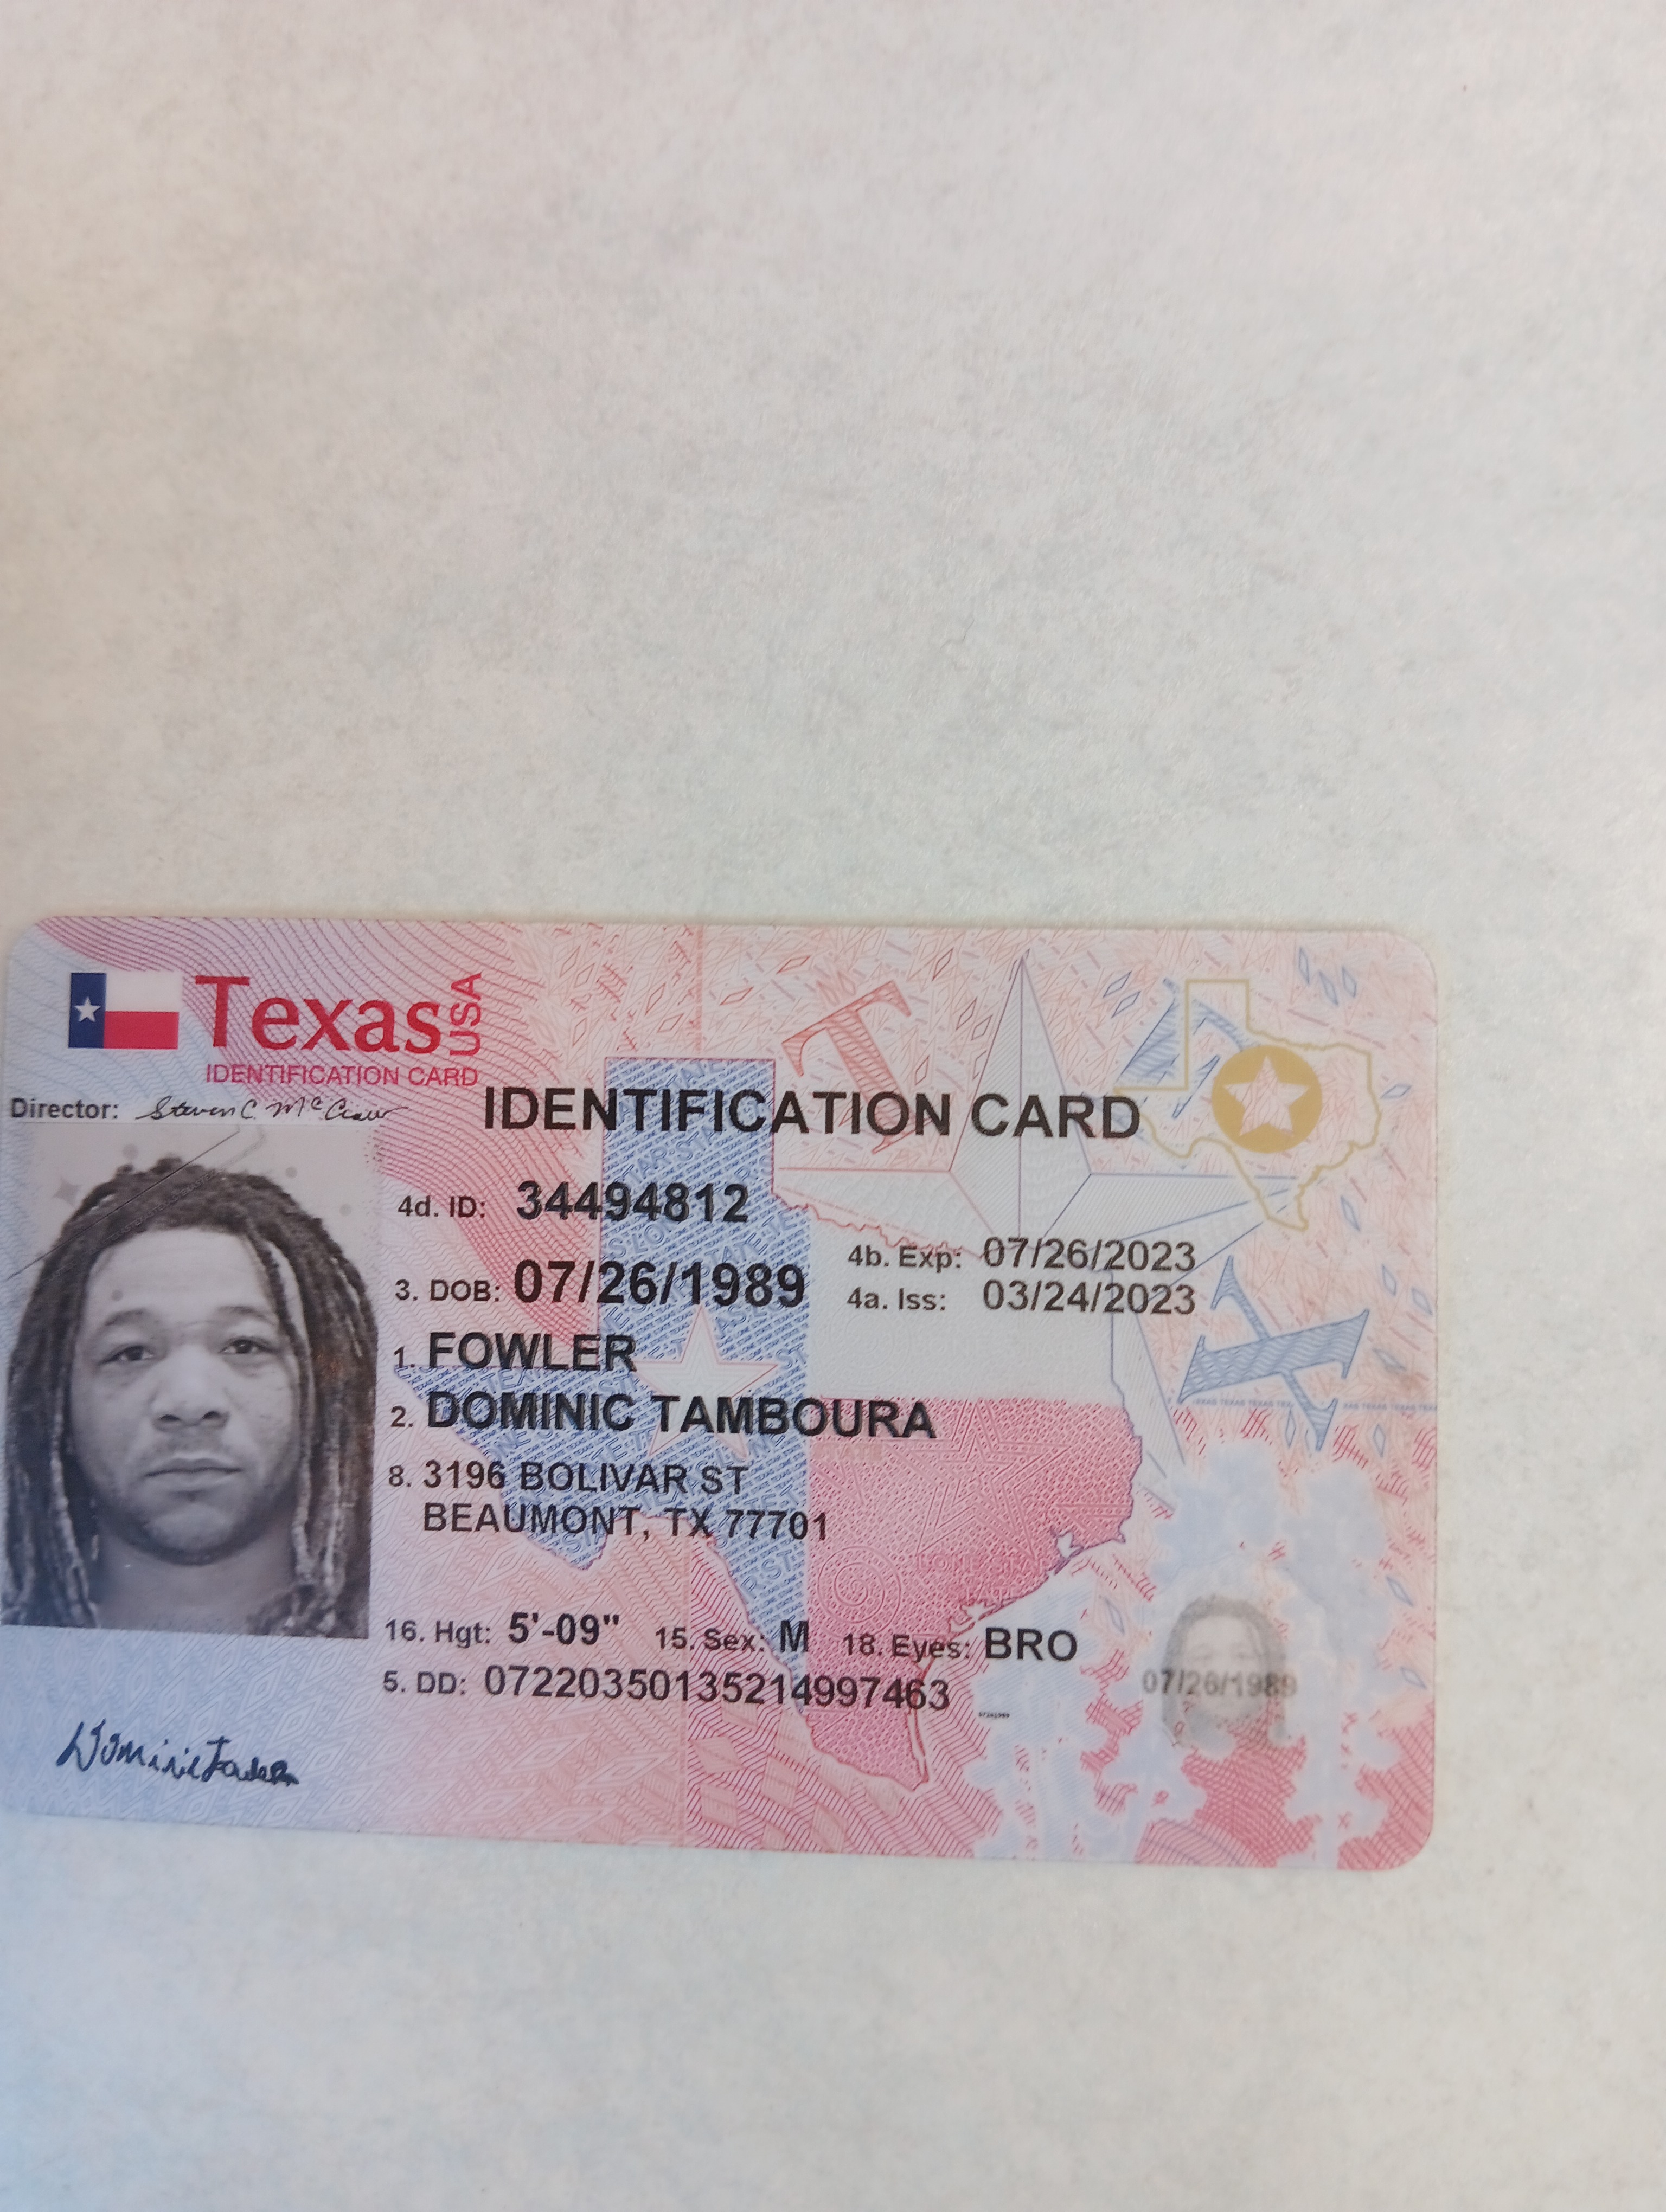 Texas USA
IDENTIFICATION CARD
Director: Steven C McCraw
IDENTIFICATION CARD
4d. ID: 34494812
3. DOB: 07/26/1989
4b. Exp: 07/26/2023
4a. Iss: 03/24/2023
1. FOWLER
2. DOMINIC TAMBOURA
8. 3196 BOLIVAR ST
BEAUMONT, TX 77701
16. Hgt: 5'-09" 15. Sex: M 18. Eyes: BRO
5. DD: 07220350135214997463
07/26/1989